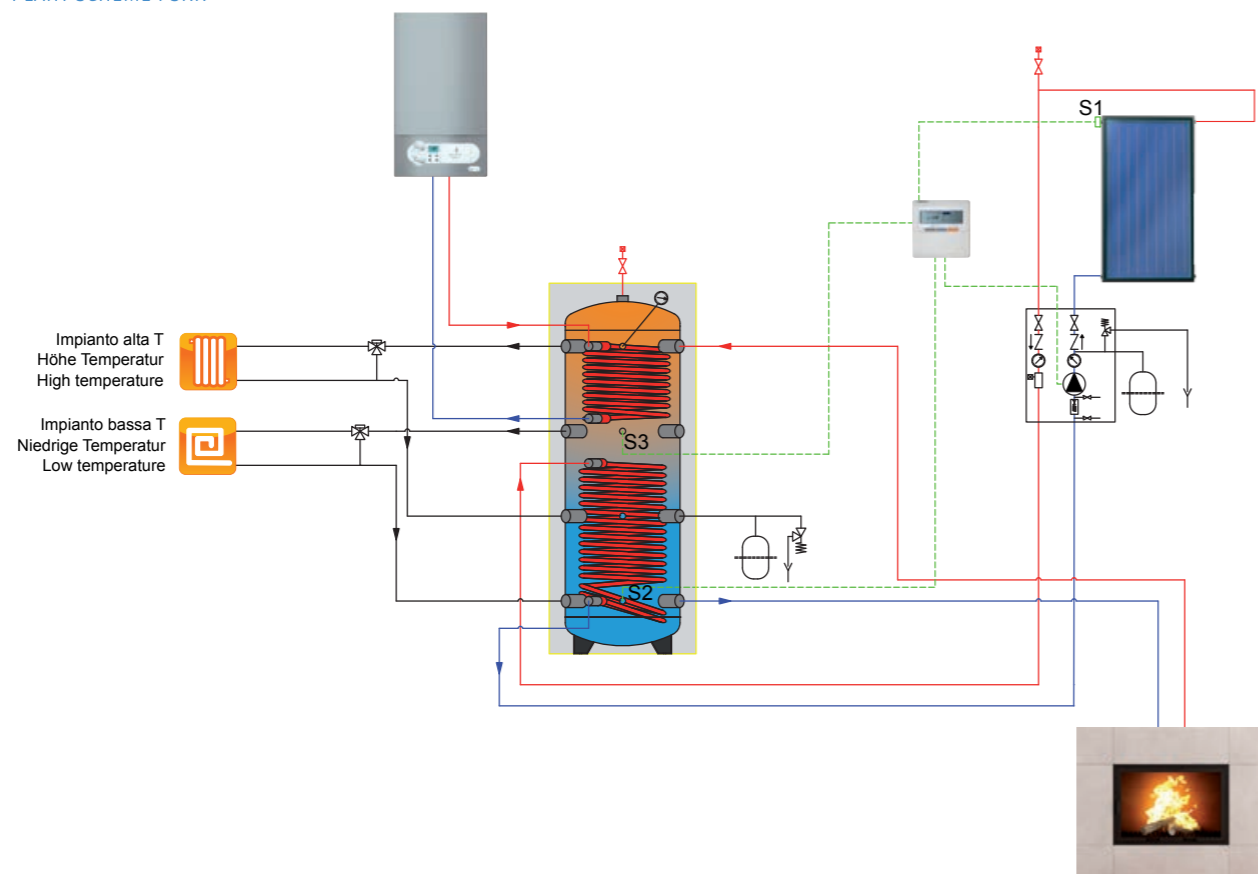 S1
Impianto alta T
Höhe Temperatur
High temperature
Impianto bassa T
Niedrige Temperatur
Low temperature
S3
S2